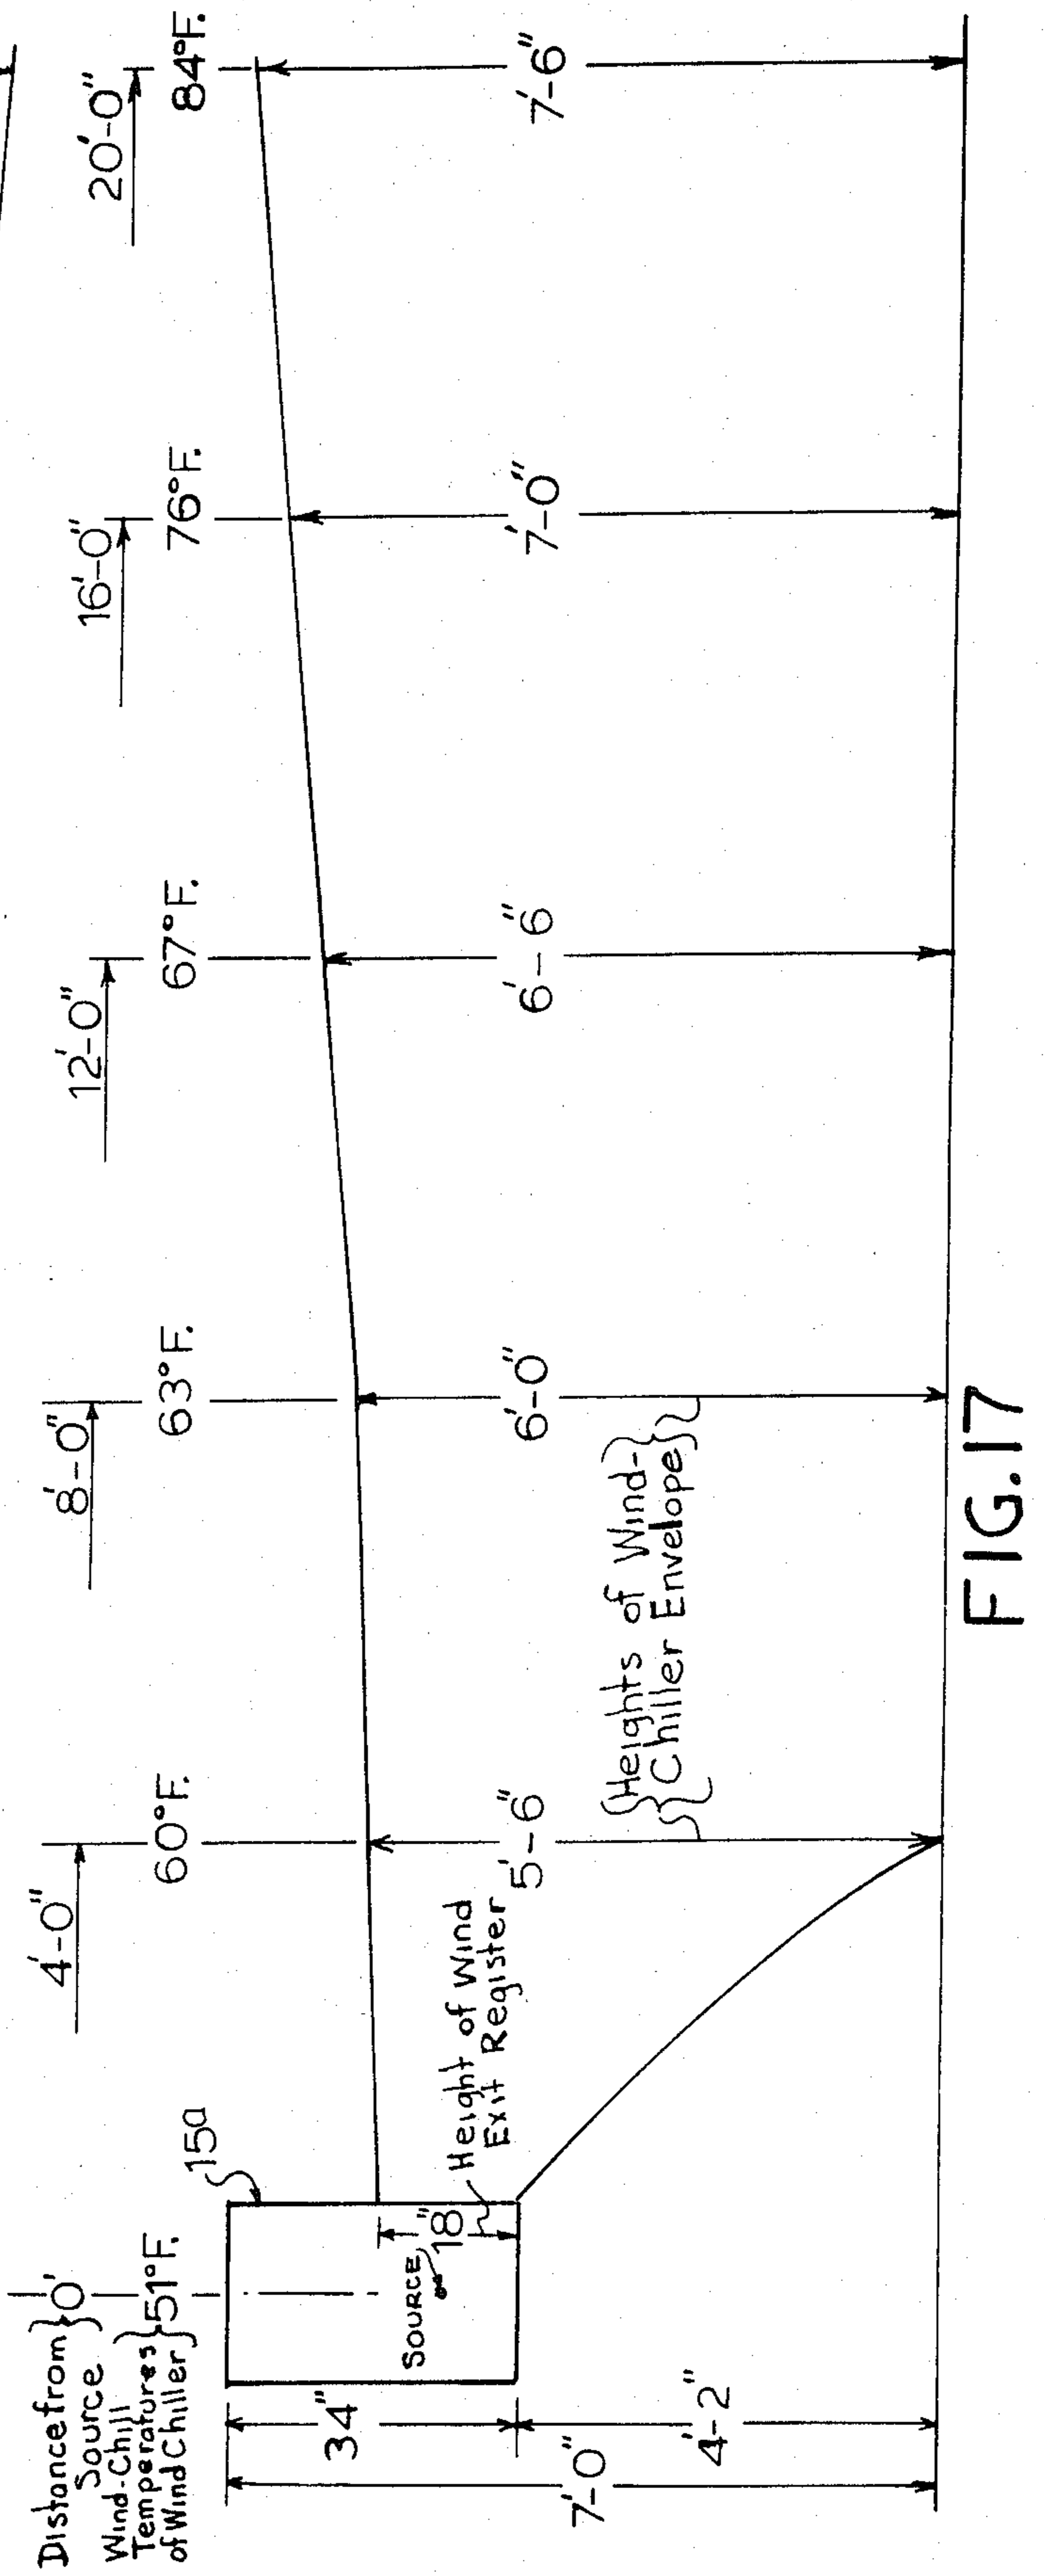 Distance from
Source
0'
4'-0"
8'-0"
12'-0"
16'-0"
20'-0"
Wind-Chill
Temperatures
of Wind Chiller
51°F.
60°F.
63°F.
67°F.
76°F.
84°F.
15a
34"
SOURCE
18"
Height of Wind
Exit Register
7'-0"
4'-2"
5'-6"
6'-0"
6'-6"
7'-0"
7'-6"
Heights of Wind-
Chiller Envelope
FIG.17